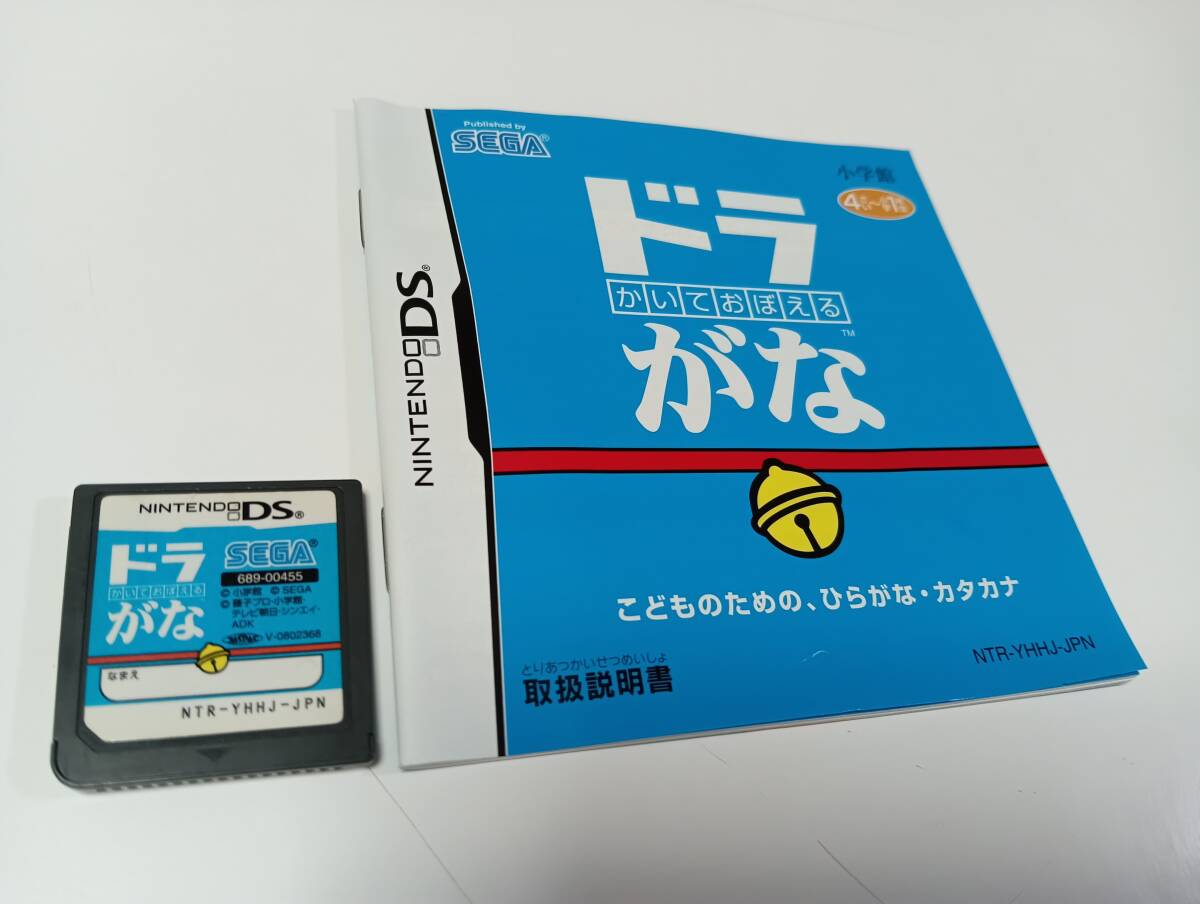 Published by
SEGA®
小学館
ドラ
かいておぼえる
がな™
NINTENDO DS®
こどものための、ひらがな・カタカナ
とりあつかいせつめいしょ
取扱説明書
NTR-YHHJ-JPN
NINTENDO DS®
ドラ
かいておぼえる
がな
SEGA®
689-00455
©小学館 ©SEGA
©藤子プロ・小学館・
テレビ朝日・シンエイ・
ADK
V-0802368
なまえ
NTR-YHHJ-JPN